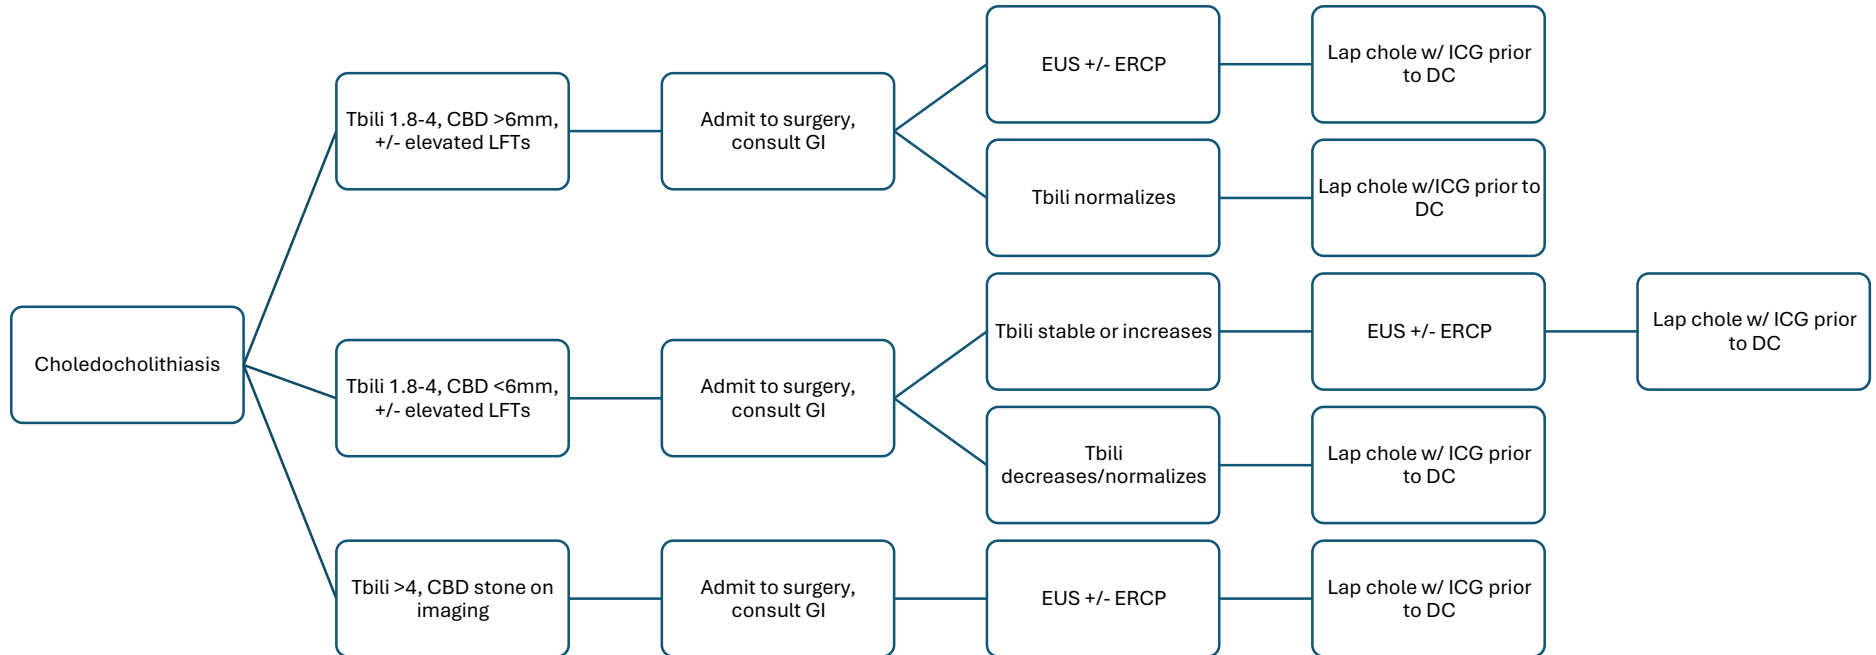 Choledocholithiasis
Tbili 1.8-4, CBD >6mm,
+/- elevated LFTs
Admit to surgery,
consult GI
EUS +/- ERCP
Lap chole w/ ICG prior
to DC
Tbili normalizes
Lap chole w/ICG prior to
DC
Tbili 1.8-4, CBD <6mm,
+/- elevated LFTs
Admit to surgery,
consult GI
Tbili stable or increases
EUS +/- ERCP
Lap chole w/ ICG prior
to DC
Tbili
decreases/normalizes
Lap chole w/ ICG prior
to DC
Tbili >4, CBD stone on
imaging
Admit to surgery,
consult GI
EUS +/- ERCP
Lap chole w/ ICG prior
to DC